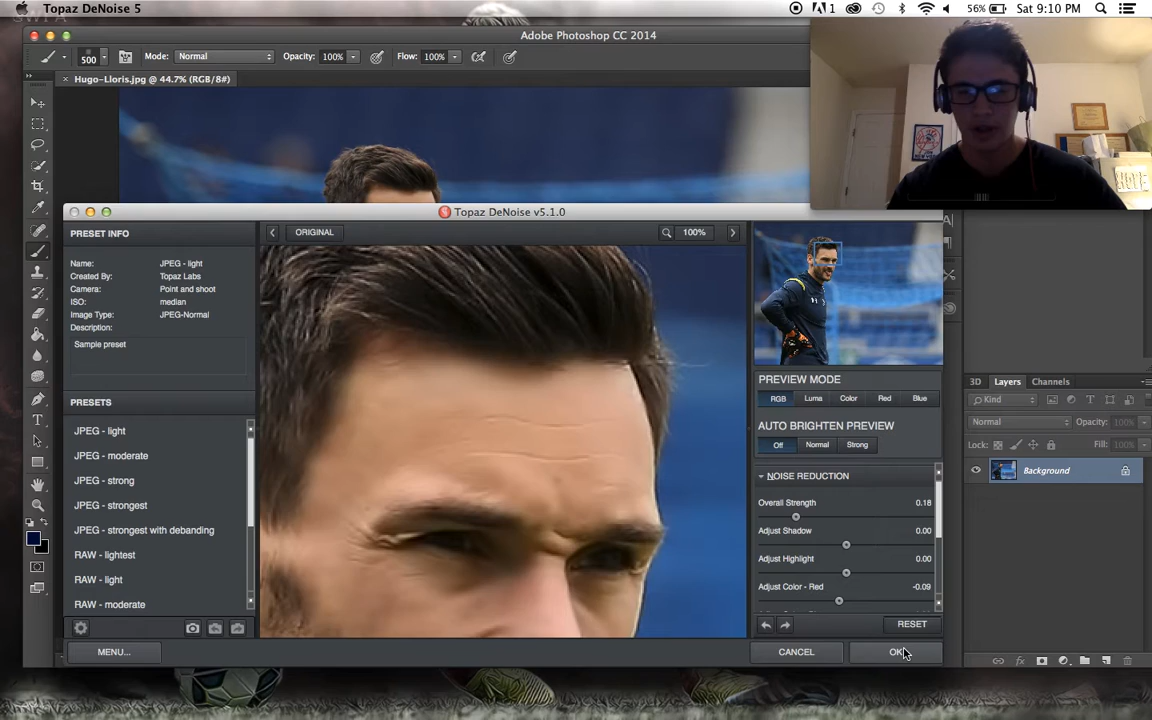 Topaz DeNoise 5
1
56%
Sat 9:10 PM
Adobe Photoshop CC 2014
500
Mode:
Normal
Opacity:
100%
Flow:
100%
× Hugo-Lloris.jpg @ 44.7% (RGB/8#)
Topaz DeNoise v5.1.0
PRESET INFO
Name:
JPEG - light
Created By:
Topaz Labs
Camera:
Point and shoot
ISO:
median
Image Type:
JPEG-Normal
Description:
Sample preset
PRESETS
JPEG - light
JPEG - moderate
JPEG - strong
JPEG - strongest
JPEG - strongest with debanding
RAW - lightest
RAW - light
RAW - moderate
MENU...
ORIGINAL
100%
PREVIEW MODE
RGB
Luma
Color
Red
Blue
AUTO BRIGHTEN PREVIEW
Off
Normal
Strong
NOISE REDUCTION
Overall Strength
0.18
Adjust Shadow
0.00
Adjust Highlight
0.00
Adjust Color - Red
-0.09
RESET
CANCEL
OK
3D
Layers
Channels
Kind
Normal
Opacity:
100%
Lock:
Fill:
100%
Background
fx